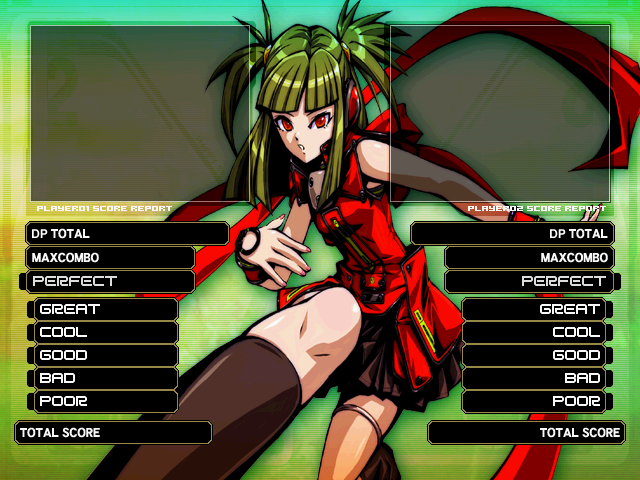 PLAYER01 SCORE REPORT
DP TOTAL
MAXCOMBO
PERFECT
GREAT
COOL
GOOD
BAD
POOR
TOTAL SCORE
PLAYER02 SCORE REPORT
DP TOTAL
MAXCOMBO
PERFECT
GREAT
COOL
GOOD
BAD
POOR
TOTAL SCORE